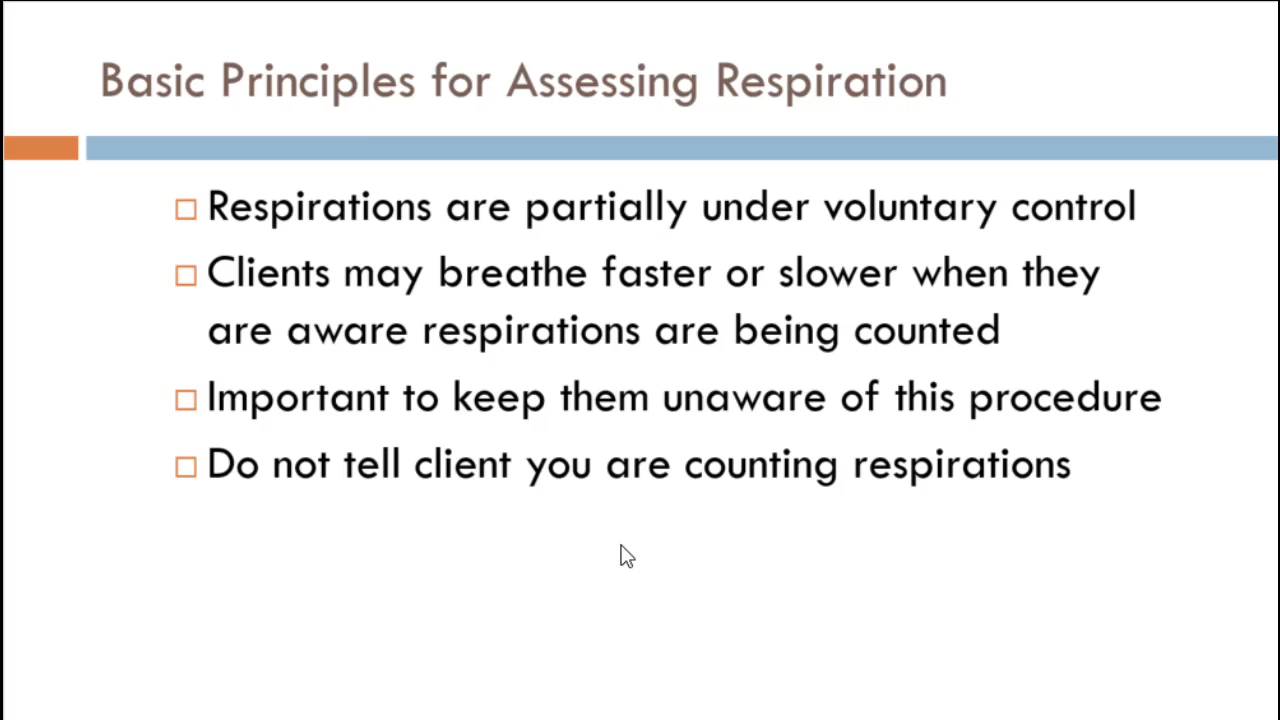 Basic Principles for Assessing Respiration
Respirations are partially under voluntary control
Clients may breathe faster or slower when they
are aware respirations are being counted
Important to keep them unaware of this procedure
Do not tell client you are counting respirations